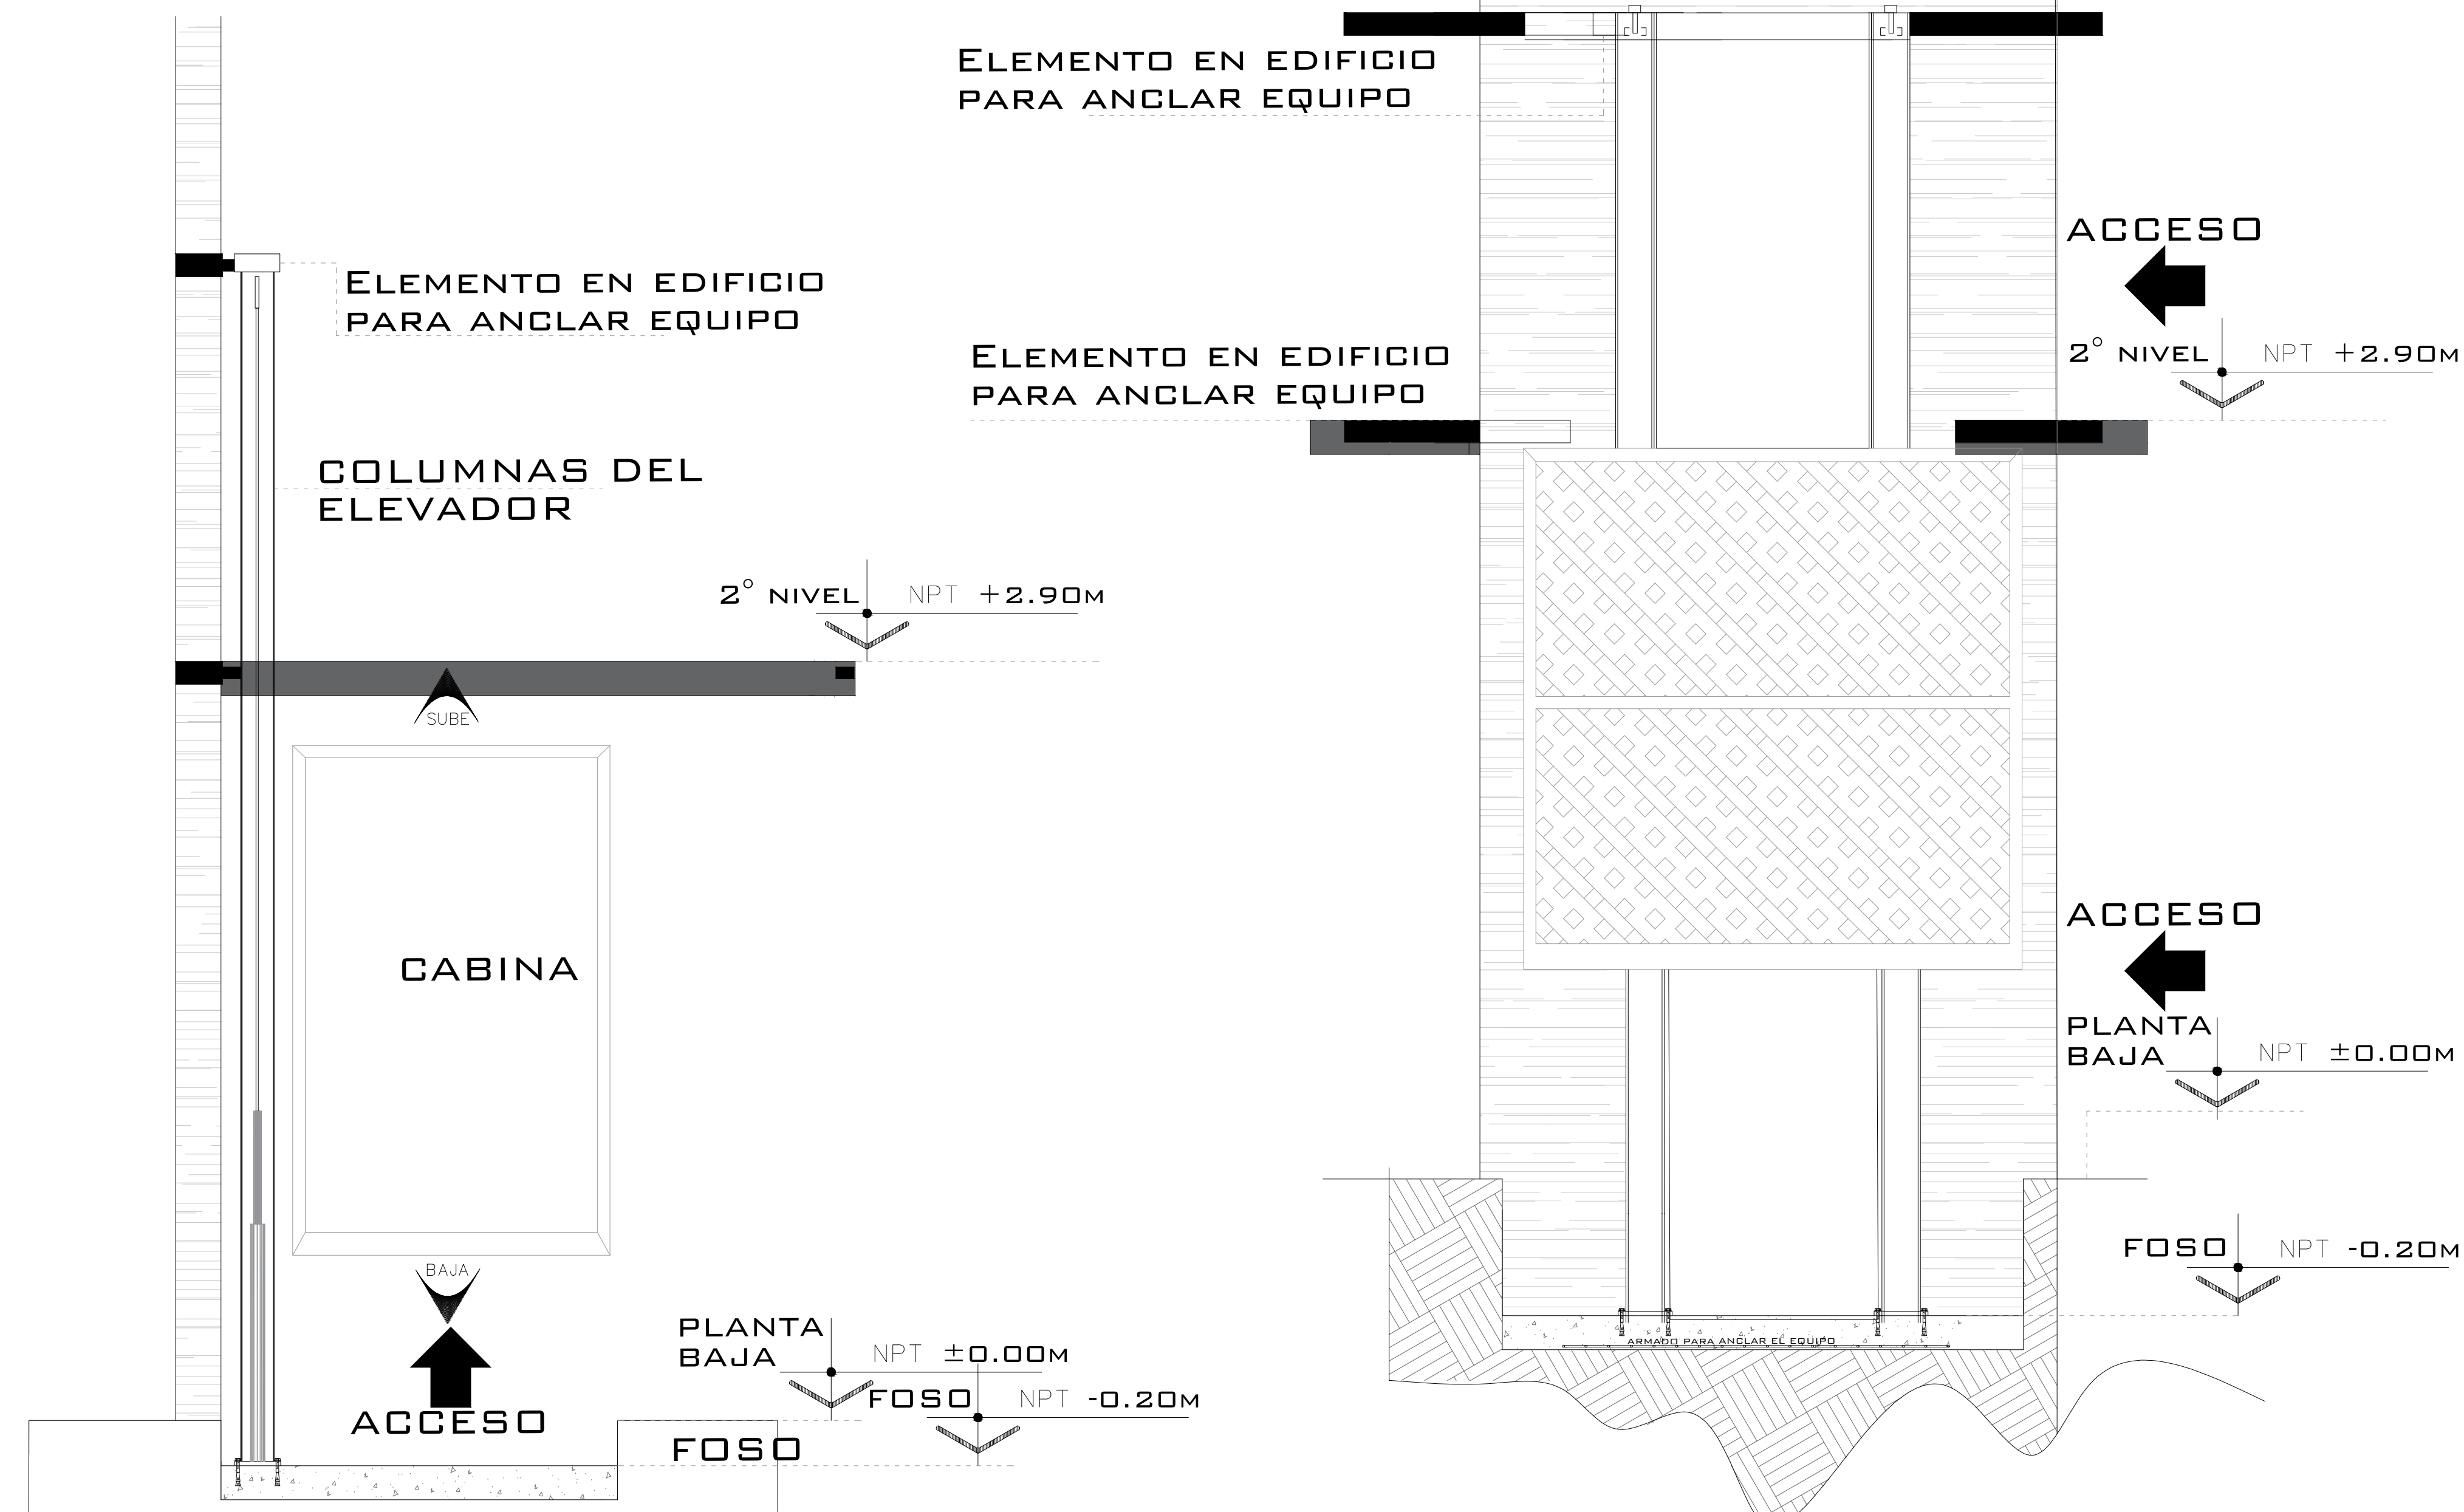 Elemento en edificio
para anclar equipo
columnas del
elevador
2° nivel NPT +2.90m
SUBE
CABINA
BAJA
ACCESO
PLANTA
BAJA NPT ±0.00m
FOSO NPT -0.20m
FOSO
Elemento en edificio
para anclar equipo
Elemento en edificio
para anclar equipo
ACCESO
2° nivel NPT +2.90m
ACCESO
PLANTA
BAJA NPT ±0.00m
FOSO NPT -0.20m
ARMADO PARA ANCLAR EL EQUIPO